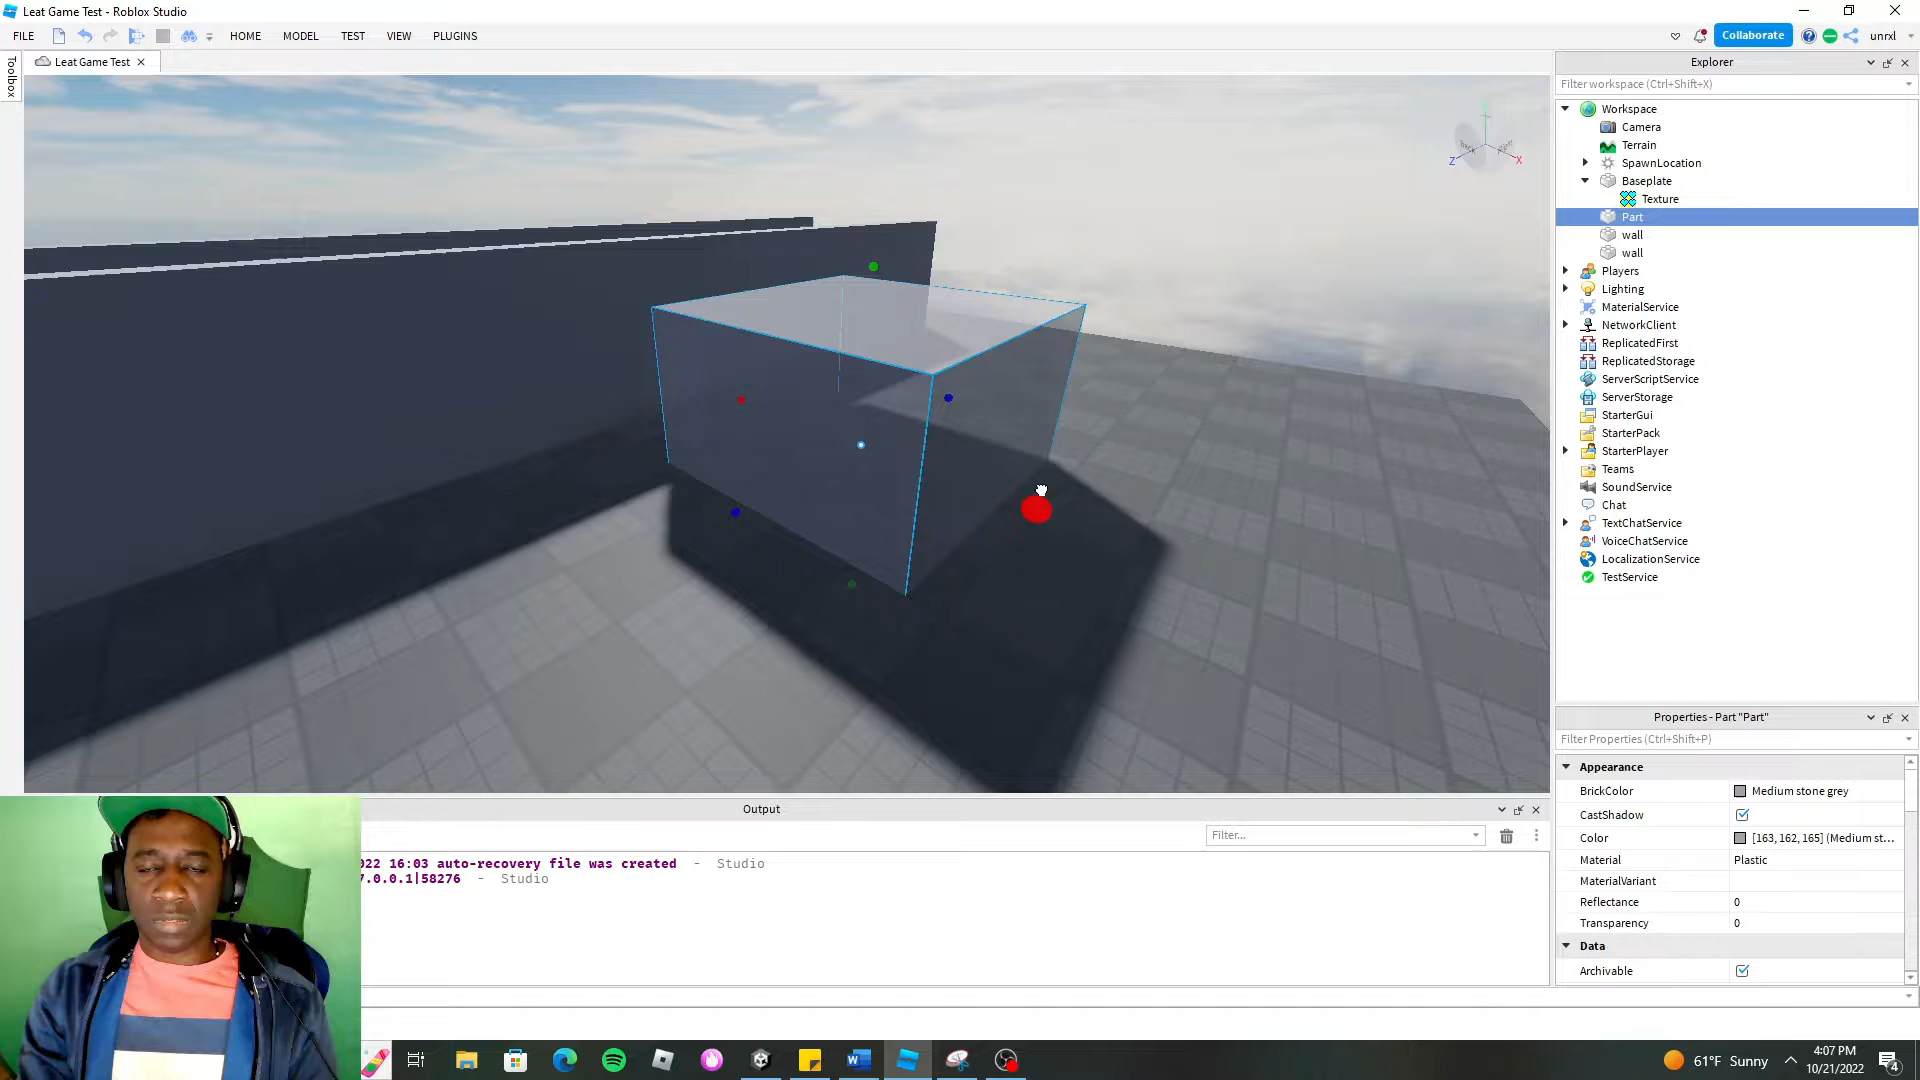 Leat Game Test - Roblox Studio
FILE HOME MODEL TEST VIEW PLUGINS Collaborate unrxl
Toolbox
Leat Game Test
Explorer
Filter workspace (Ctrl+Shift+X)
Workspace
Camera
Terrain
SpawnLocation
Baseplate
Texture
Part
wall
wall
Players
Lighting
MaterialService
NetworkClient
ReplicatedFirst
ReplicatedStorage
ServerScriptService
ServerStorage
StarterGui
StarterPack
StarterPlayer
Teams
SoundService
Chat
TextChatService
VoiceChatService
LocalizationService
TestService
Z X
Properties - Part "Part"
Filter Properties (Ctrl+Shift+P)
Appearance
BrickColor Medium stone grey
CastShadow
Color [163, 162, 165] (Medium st...
Material Plastic
MaterialVariant
Reflectance 0
Transparency 0
Data
Archivable
Output
Filter...
022 16:03 auto-recovery file was created - Studio
7.0.0.1|58276 - Studio
61°F Sunny
4:07 PM
10/21/2022
4